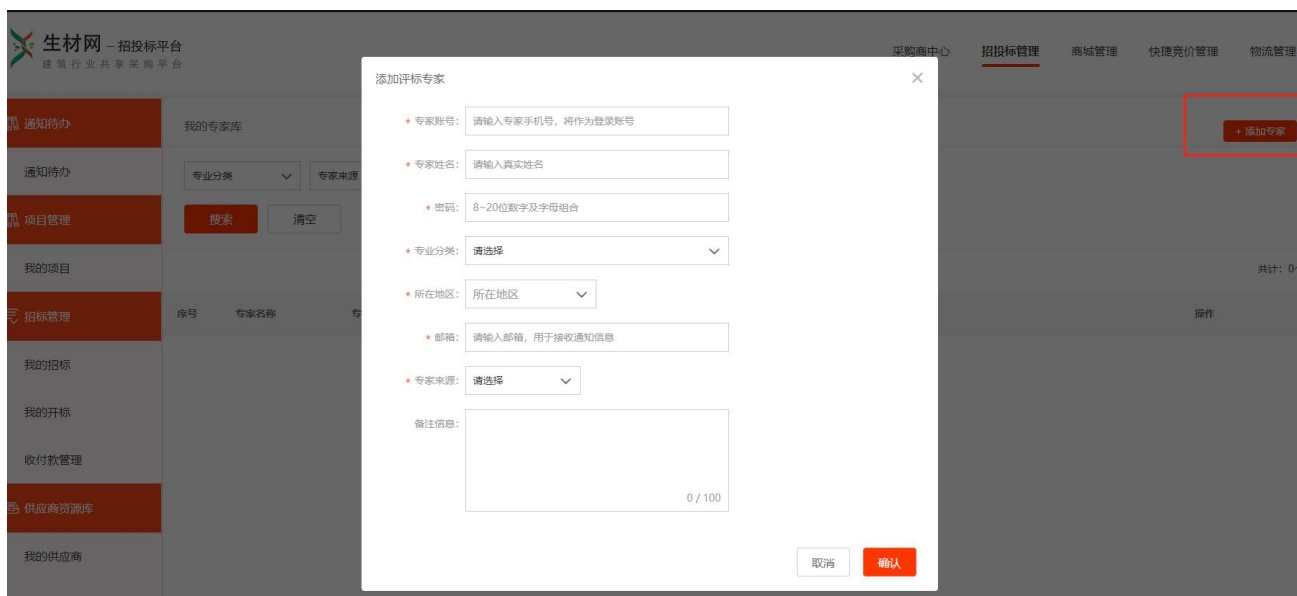 生材网 – 招投标平台
建筑行业共享采购平台
采购商中心 招投标管理 商城管理 快捷竞价管理 物流管理
添加评标专家
通知待办
我的专家库
+ 添加专家
* 专家账号: 请输入专家手机号，将作为登录账号
通知待办
专业分类 专家来源
* 专家姓名: 请输入真实姓名
项目管理
搜索 清空
* 密码: 8~20位数字及字母组合
* 专业分类: 请选择
我的项目
共计: 0
* 所在地区: 所在地区
招标管理
序号 专家名称 专 操作
* 邮箱: 请输入邮箱，用于接收通知信息
我的招标
* 专家来源: 请选择
我的开标
备注信息:
收付款管理
0 / 100
供应商资源库
我的供应商
取消 确认